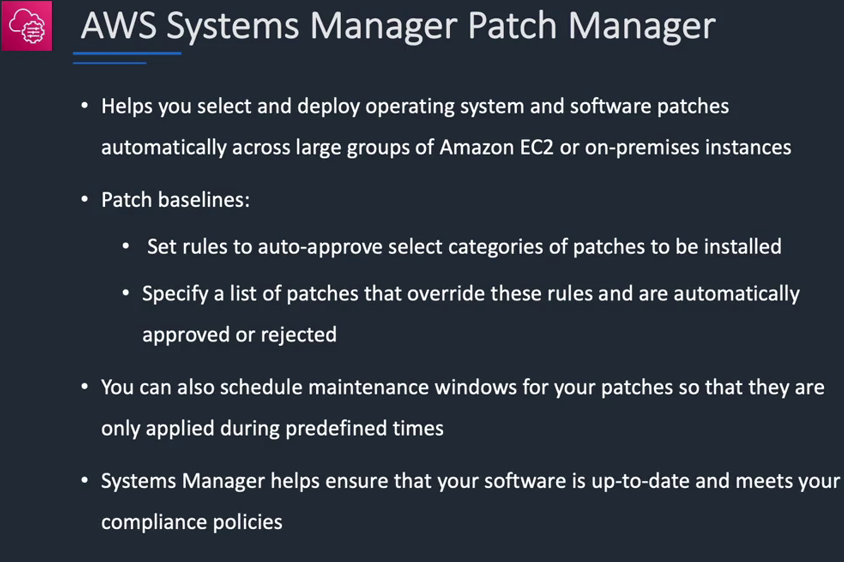 AWS Systems Manager Patch Manager
• Helps you select and deploy operating system and software patches
automatically across large groups of Amazon EC2 or on-premises instances
• Patch baselines:
• Set rules to auto-approve select categories of patches to be installed
• Specify a list of patches that override these rules and are automatically
approved or rejected
• You can also schedule maintenance windows for your patches so that they are
only applied during predefined times
• Systems Manager helps ensure that your software is up-to-date and meets your
compliance policies